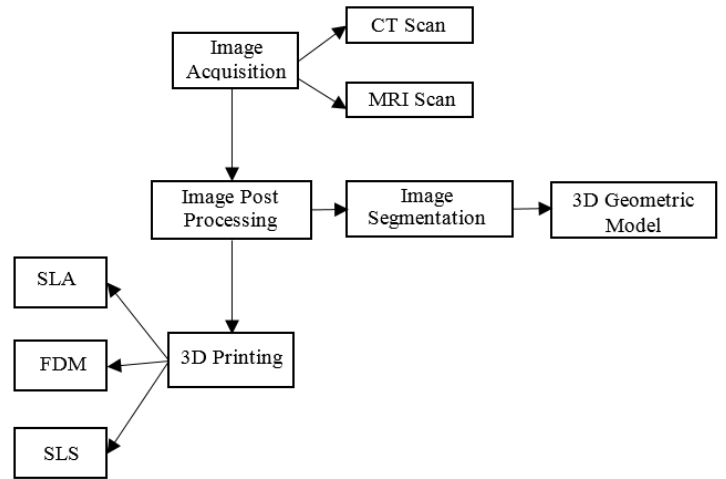 Image
Acquisition
CT Scan
MRI Scan
Image Post
Processing
Image
Segmentation
3D Geometric
Model
3D Printing
SLA
FDM
SLS